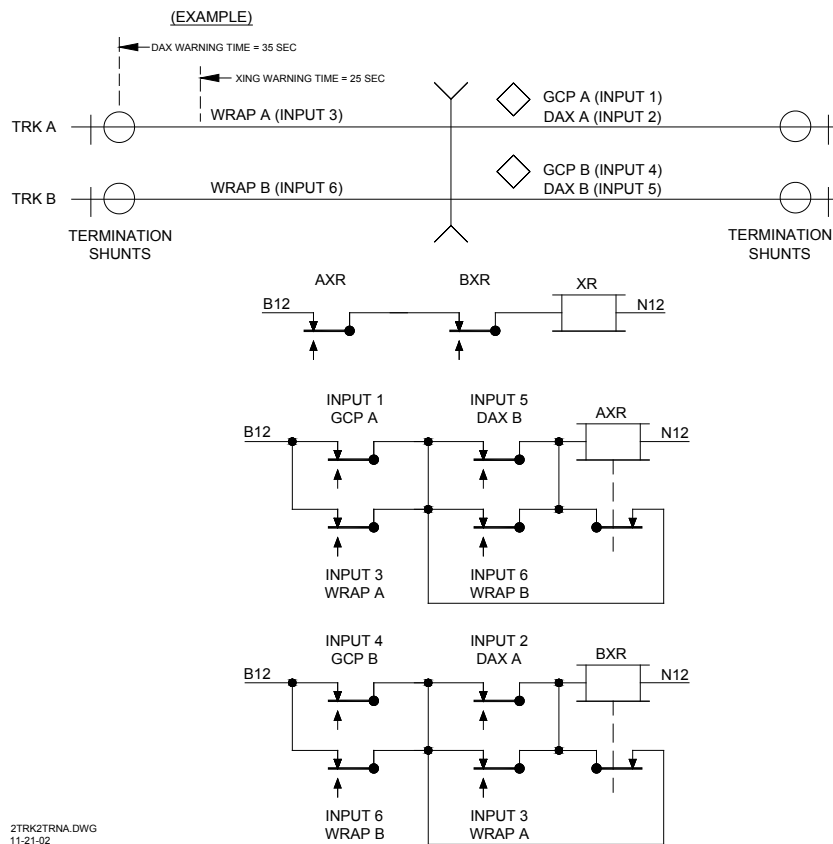 (EXAMPLE)
DAX WARNING TIME = 35 SEC
XING WARNING TIME = 25 SEC
TRK A
WRAP A (INPUT 3)
GCP A (INPUT 1)
DAX A (INPUT 2)
TRK B
WRAP B (INPUT 6)
GCP B (INPUT 4)
DAX B (INPUT 5)
TERMINATION
SHUNTS
TERMINATION
SHUNTS
AXR
BXR
XR
B12
N12
INPUT 1
GCP A
INPUT 5
DAX B
AXR
B12
N12
INPUT 3
WRAP A
INPUT 6
WRAP B
INPUT 4
GCP B
INPUT 2
DAX A
BXR
B12
N12
INPUT 6
WRAP B
INPUT 3
WRAP A
2TRK2TRNA.DWG
11-21-02